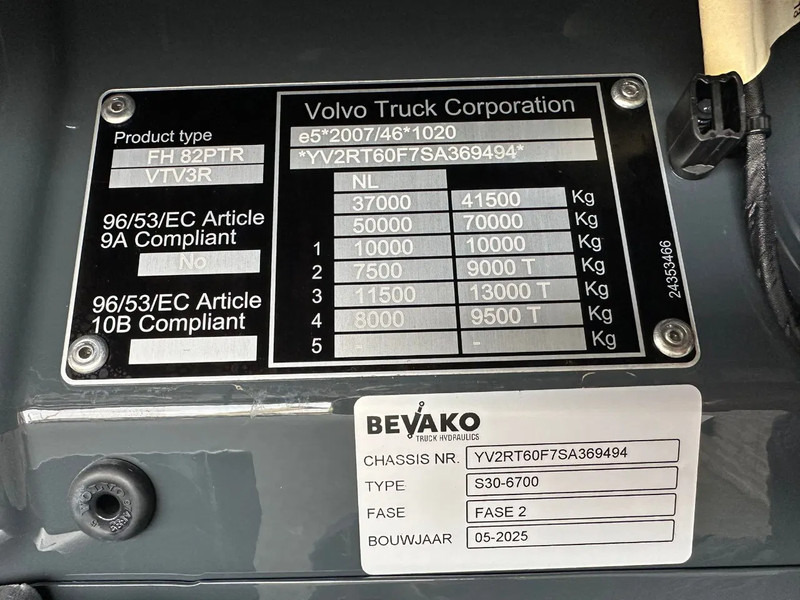 Volvo Truck Corporation
e5*2007/46*1020
*YV2RT60F7SA369494*
Product type
FH 82PTR
VTV3R
96/53/EC Article
9A Compliant
No
96/53/EC Article
10B Compliant
-
NL
37000 41500 Kg
50000 70000 Kg
1 10000 10000 Kg
2 7500 9000 T Kg
3 11500 13000 T Kg
4 8000 9500 T Kg
5 - - Kg
24353466
BEVAKO
TRUCK HYDRAULICS
CHASSIS NR. YV2RT60F7SA369494
TYPE S30-6700
FASE FASE 2
BOUWJAAR 05-2025